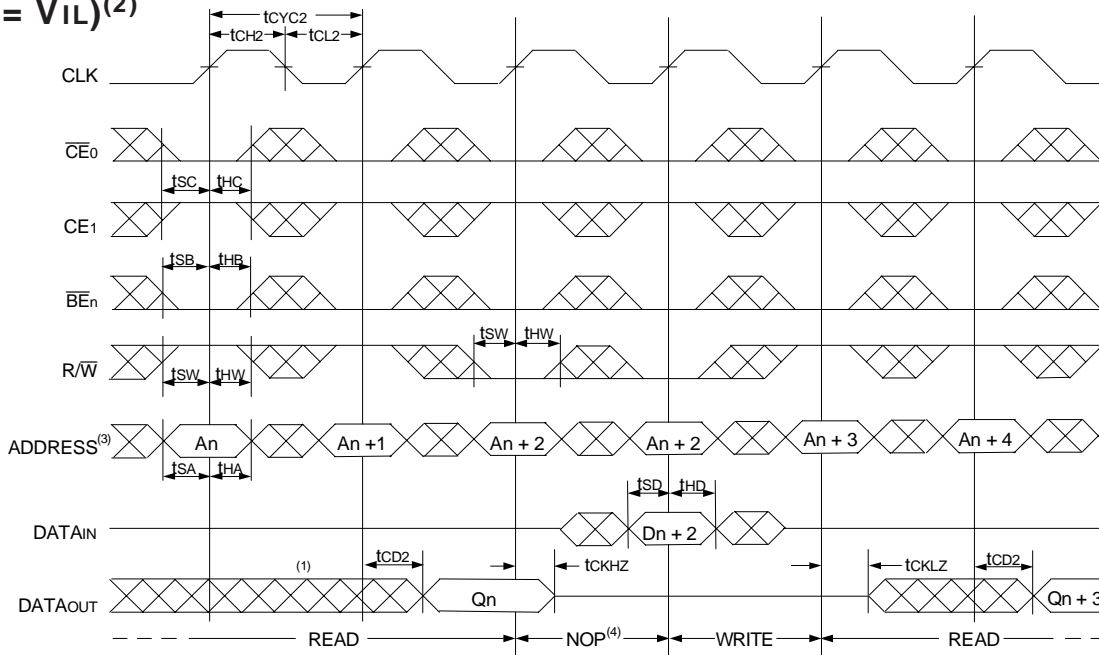 = VIL)(2)
tCYC2
tCH2 tCL2
CLK
CE0
tSC tHC
CE1
tSB tHB
BEn
tSW tHW
R/W
tSW tHW
ADDRESS(3) An An +1 An + 2 An + 2 An + 3 An + 4
tSA tHA
tSD tHD
DATAIN Dn + 2
tCD2 tCKHZ tCKLZ tCD2
(1)
DATAOUT Qn Qn + 3
READ NOP(4) WRITE READ